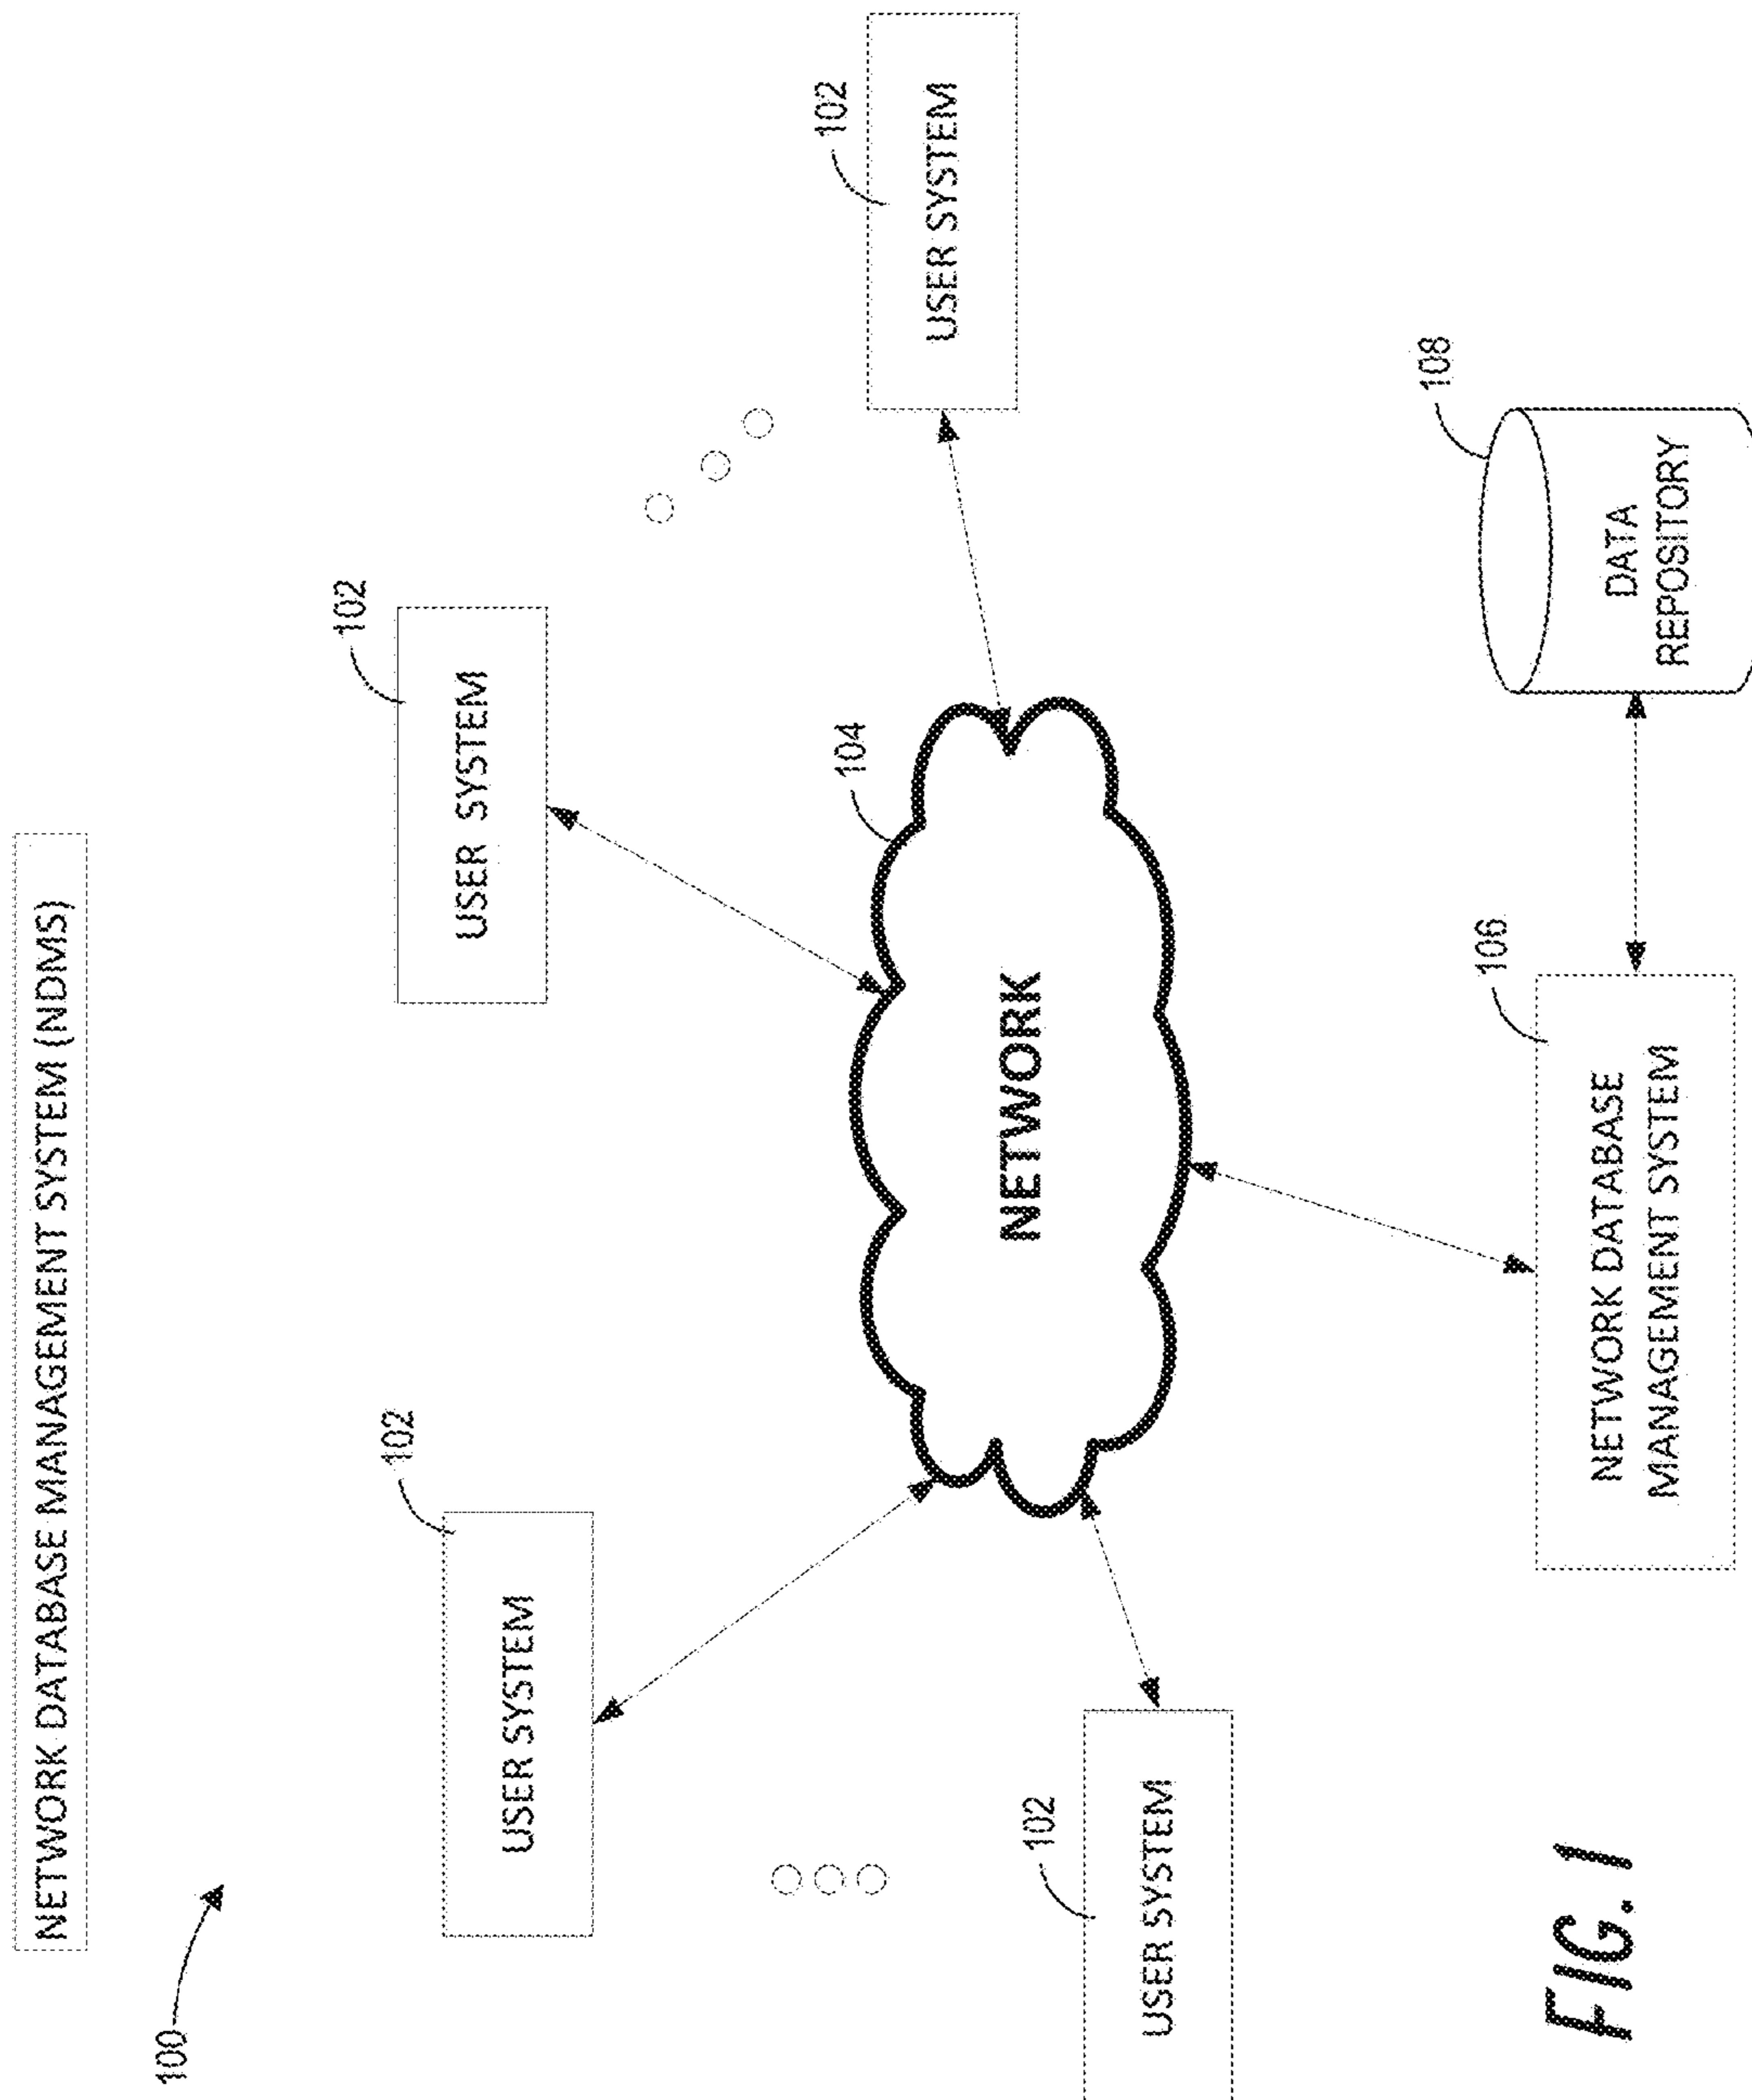 NETWORK DATABASE MANAGEMENT SYSTEM (NDMS)
100
102
USER SYSTEM
102
USER SYSTEM
102
USER SYSTEM
102
USER SYSTEM
104
NETWORK
106
NETWORK DATABASE
MANAGEMENT SYSTEM
108
DATA
REPOSITORY
FIG. 1